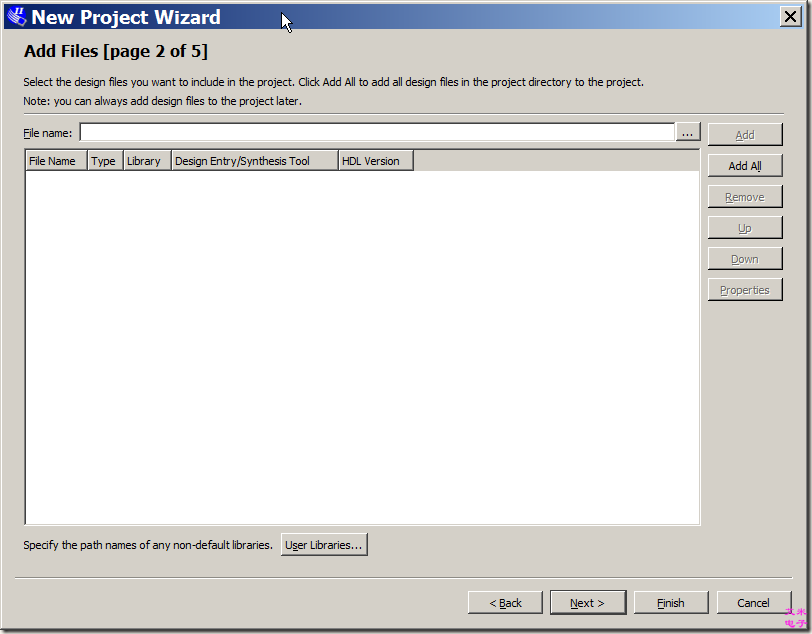 New Project Wizard
Add Files [page 2 of 5]
Select the design files you want to include in the project. Click Add All to add all design files in the project directory to the project.
Note: you can always add design files to the project later.
File name:
...
Add
File Name Type Library Design Entry/Synthesis Tool HDL Version
Add All
Remove
Up
Down
Properties
Specify the path names of any non-default libraries. User Libraries...
< Back Next > Finish Cancel
电子